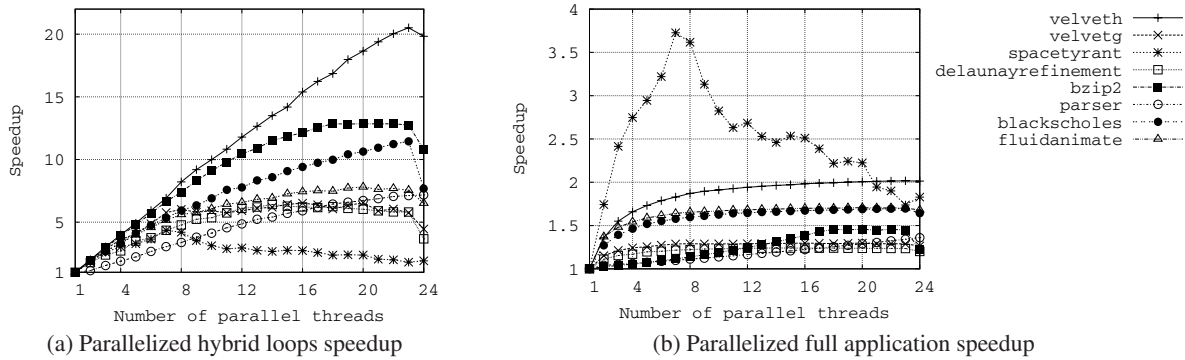 20
15
10
5
1
Speedup
1
4
8
12
16
20
24
Number of parallel threads
(a) Parallelized hybrid loops speedup
4
3.5
3
2.5
2
1.5
1
Speedup
1
4
8
12
16
20
24
Number of parallel threads
(b) Parallelized full application speedup
velveth
velvetg
spacetyrant
delaunayrefinement
bzip2
parser
blackscholes
fluidanimate